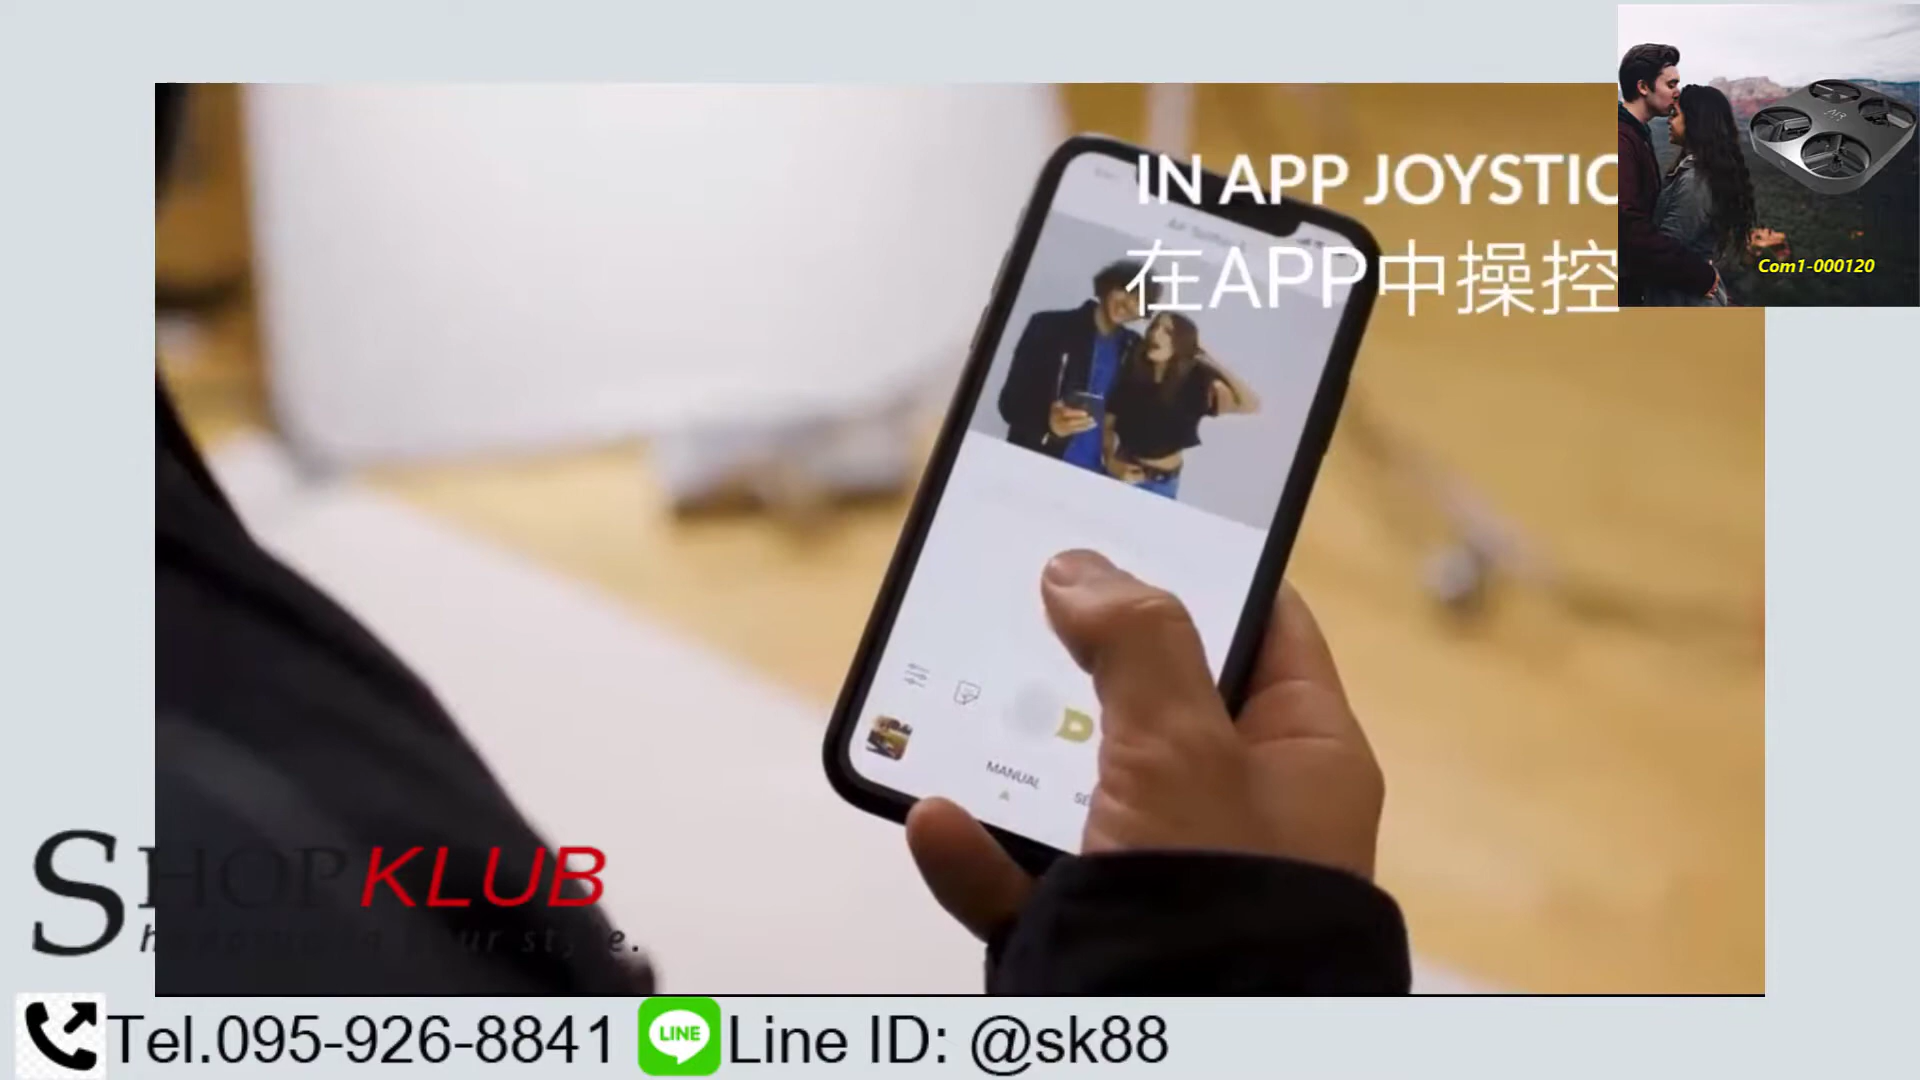 IN APP JOYSTIC
在APP中操控
Com1-000120
MANUAL
SHOP KLUB
Tel.095-926-8841
LINE
Line ID: @sk88